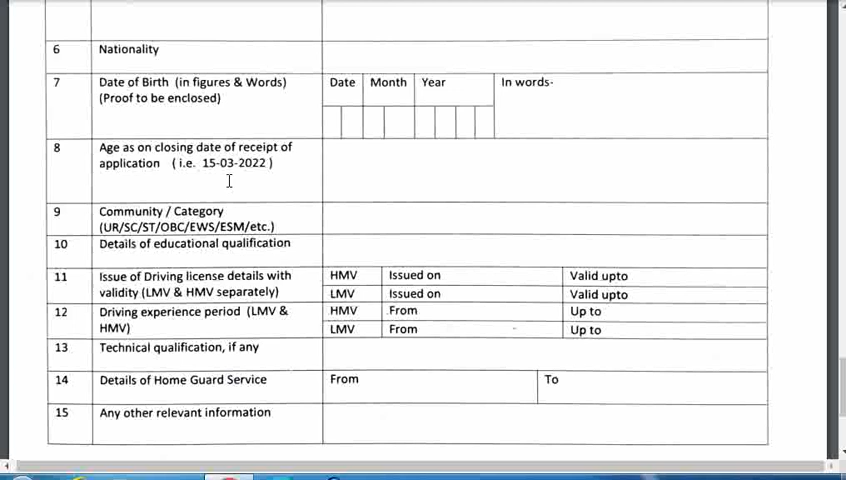 6 Nationality
7 Date of Birth (in figures & Words) Date Month Year In words-
(Proof to be enclosed)
8 Age as on closing date of receipt of
application ( i.e. 15-03-2022 )
9 Community / Category
(UR/SC/ST/OBC/EWS/ESM/etc.)
10 Details of educational qualification
11 Issue of Driving license details with HMV Issued on Valid upto
validity (LMV & HMV separately) LMV Issued on Valid upto
12 Driving experience period (LMV & HMV From Up to
HMV) LMV From Up to
13 Technical qualification, if any
14 Details of Home Guard Service From To
15 Any other relevant information